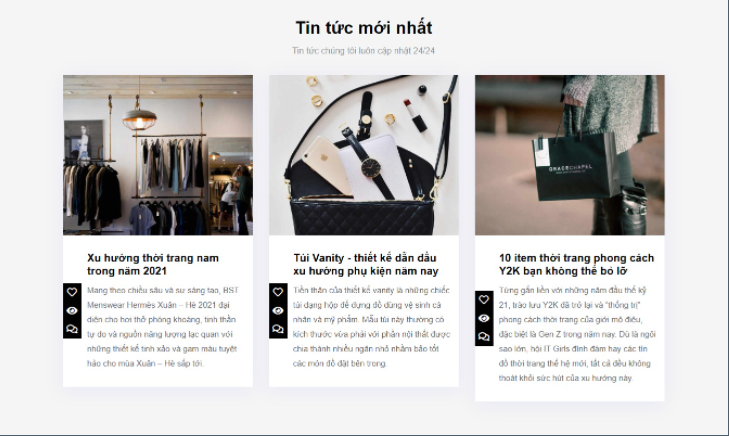 Tin tức mới nhất
Tin tức chúng tôi luôn cập nhật 24/24
Xu hướng thời trang nam
trong năm 2021
Mang theo chiều sâu và sự sáng tạo, BST
Menswear Hermès Xuân – Hè 2021 đại
diện cho hơi thở phóng khoáng, tinh thần
tự do và nguồn năng lượng lạc quan với
những thiết kế tinh xảo và gam màu tuyệt
hảo cho mùa Xuân – Hè sắp tới.
Túi Vanity - thiết kế dẫn đầu
xu hướng phụ kiện năm nay
Tiền thân của thiết kế vanity là những chiếc
túi dạng hộp để đựng đồ dùng vệ sinh cá
nhân và mỹ phẩm. Mẫu túi này thường có
kích thước vừa phải với phần nội thất được
chia thành nhiều ngăn nhỏ nhằm bảo tốt
các món đồ đặt bên trong.
GRACECHAPEL
10 item thời trang phong cách
Y2K bạn không thể bỏ lỡ
Từng gắn liền với những năm đầu thế kỷ
21, trào lưu Y2K đã trở lại và "thống trị"
phong cách thời trang của giới mộ điệu,
đặc biệt là Gen Z trong năm nay. Dù là ngôi
sao lớn, hội IT Girls đình đám hay các tín
đồ thời trang thế hệ mới, tất cả đều không
thoát khỏi sức hút của xu hướng này.